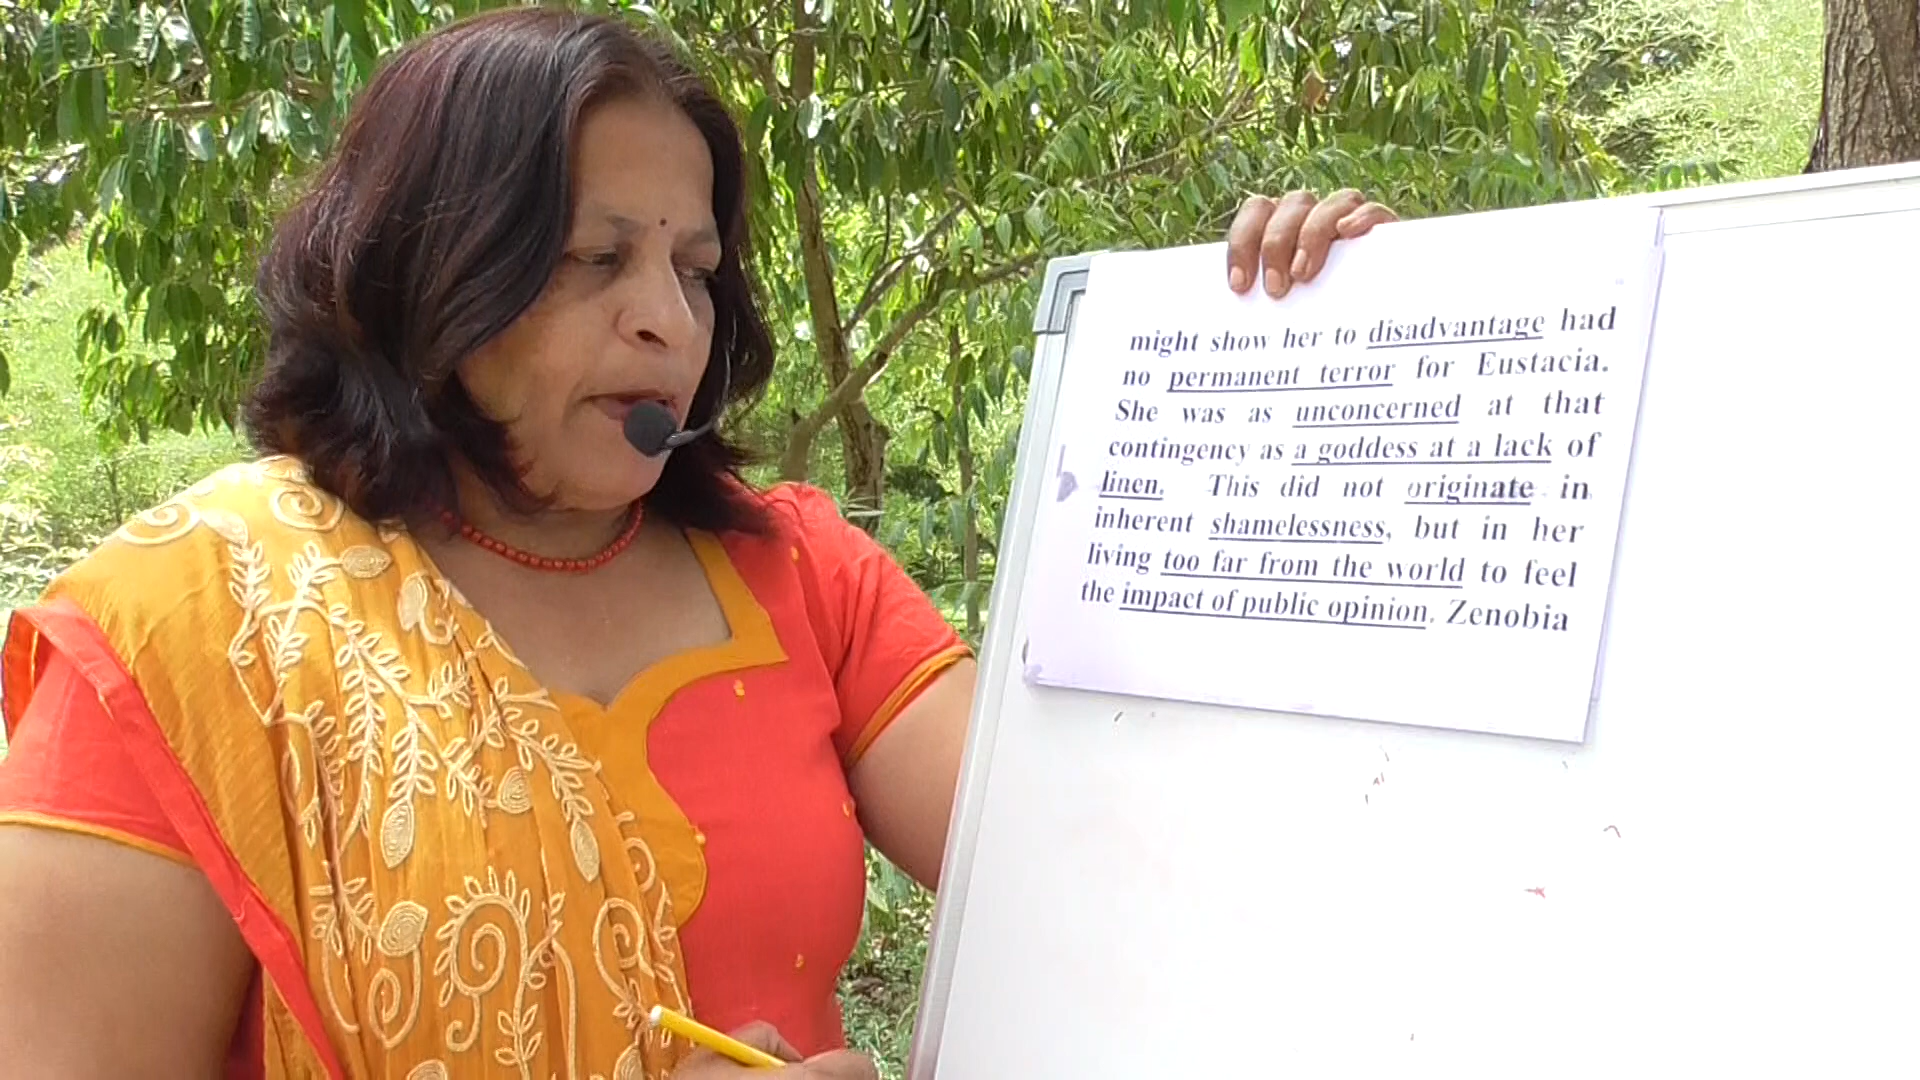 might show her to disadvantage had
no permanent terror for Eustacia.
She was as unconcerned at that
contingency as a goddess at a lack of
linen. This did not originate in
inherent shamelessness, but in her
living too far from the world to feel
the impact of public opinion. Zenobia